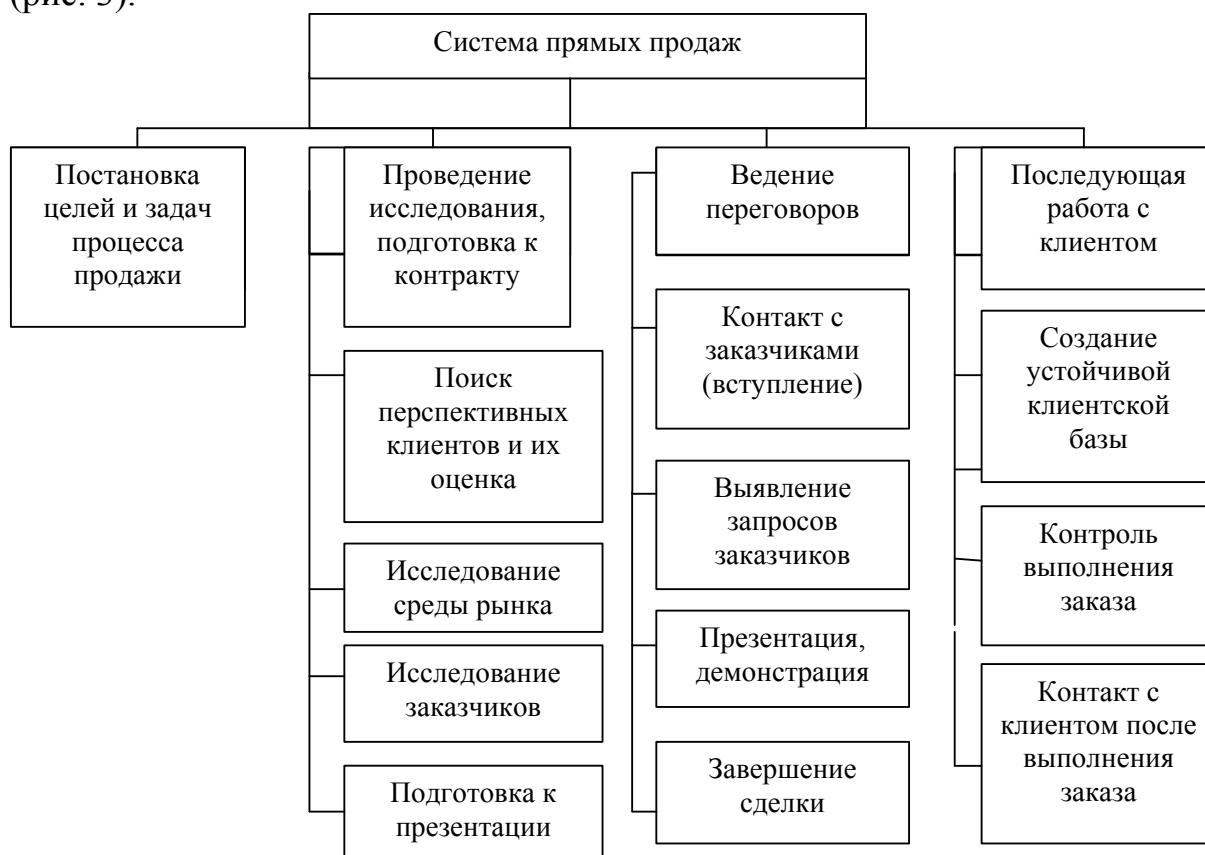 (рис. 3).
Система прямых продаж
Постановка
целей и задач
процесса
продажи
Проведение
исследования,
подготовка к
контракту
Поиск
перспективных
клиентов и их
оценка
Исследование
среды рынка
Исследование
заказчиков
Подготовка к
презентации
Ведение
переговоров
Контакт с
заказчиками
(вступление)
Выявление
запросов
заказчиков
Презентация,
демонстрация
Завершение
сделки
Последующая
работа с
клиентом
Создание
устойчивой
клиентской
базы
Контроль
выполнения
заказа
Контакт с
клиентом после
выполнения
заказа